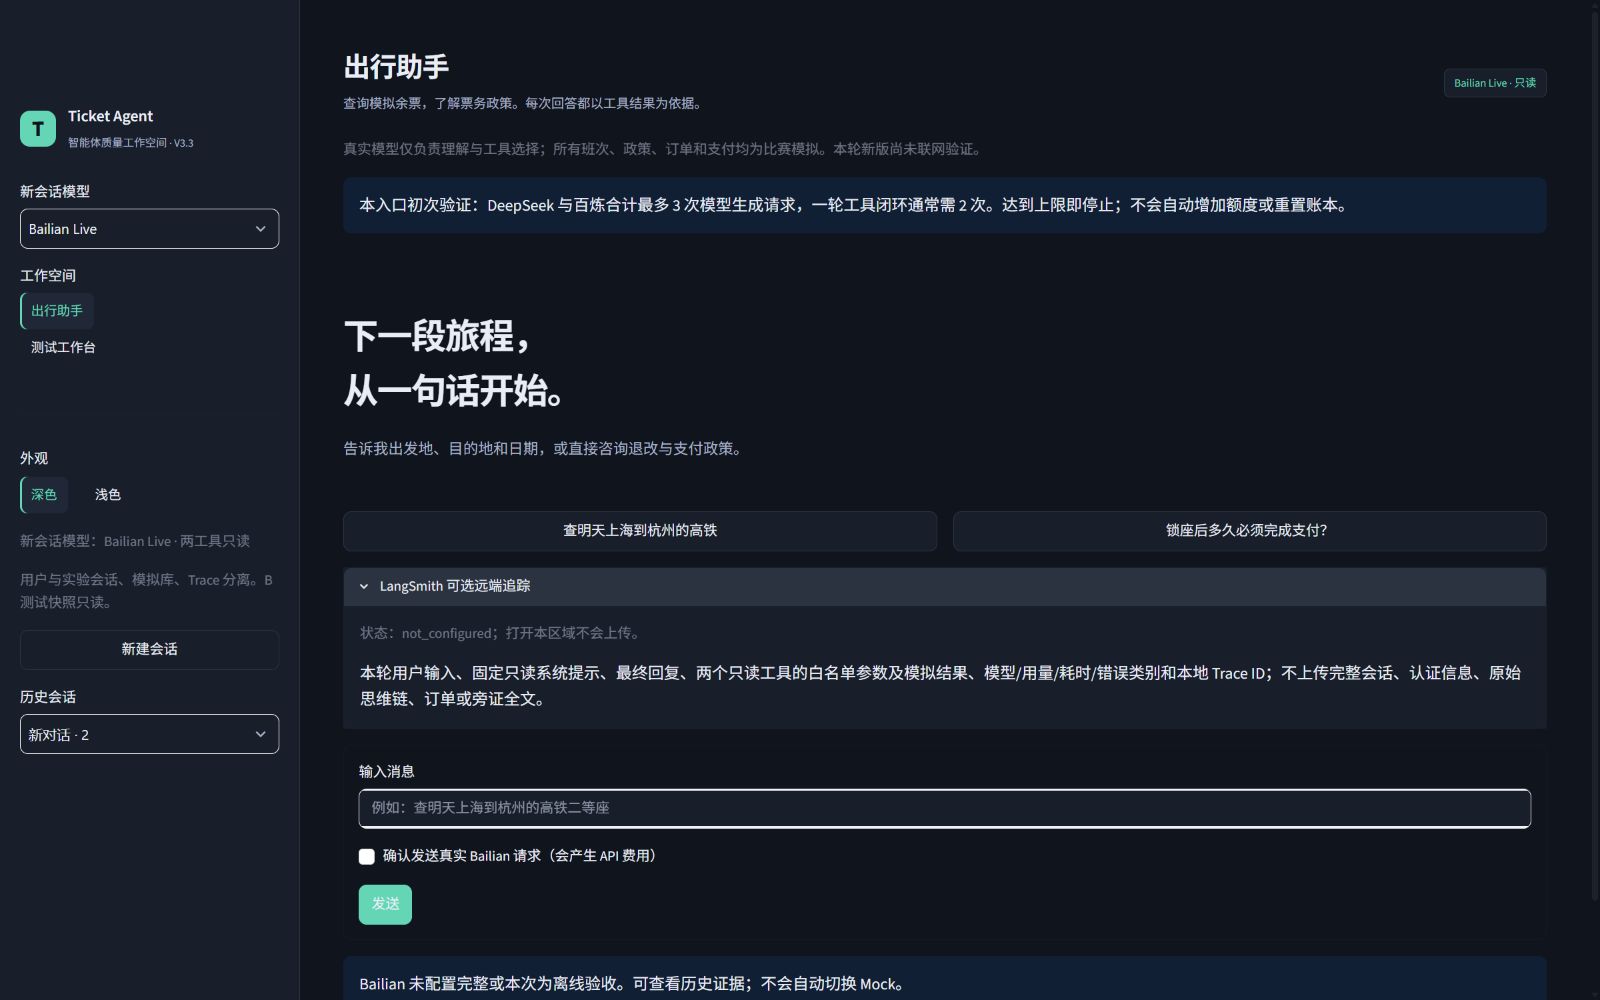 T
Ticket Agent
智能体质量工作空间 · V3.3
新会话模型
Bailian Live
工作空间
出行助手
测试工作台
外观
深色
浅色
新会话模型：Bailian Live · 两工具只读
用户与实验会话、模拟库、Trace 分离。B
测试快照只读。
新建会话
历史会话
新对话 · 2
出行助手
查询模拟余票，了解票务政策。每次回答都以工具结果为依据。
Bailian Live · 只读
真实模型仅负责理解与工具选择；所有班次、政策、订单和支付均为比赛模拟。本轮新版尚未联网验证。
本入口初次验证：DeepSeek 与百炼合计最多 3 次模型生成请求，一轮工具闭环通常需 2 次。达到上限即停止；不会自动增加额度或重置账本。
下一段旅程，
从一句话开始。
告诉我出发地、目的地和日期，或直接咨询退改与支付政策。
查明天上海到杭州的高铁
锁座后多久必须完成支付？
LangSmith 可选远端追踪
状态：not_configured；打开本区域不会上传。
本轮用户输入、固定只读系统提示、最终回复、两个只读工具的白名单参数及模拟结果、模型/用量/耗时/错误类别和本地 Trace ID；不上传完整会话、认证信息、原始
思维链、订单或旁证全文。
输入消息
例如：查明天上海到杭州的高铁二等座
确认发送真实 Bailian 请求（会产生 API 费用）
发送
Bailian 未配置完整或本次为离线验收。可查看历史证据；不会自动切换 Mock。